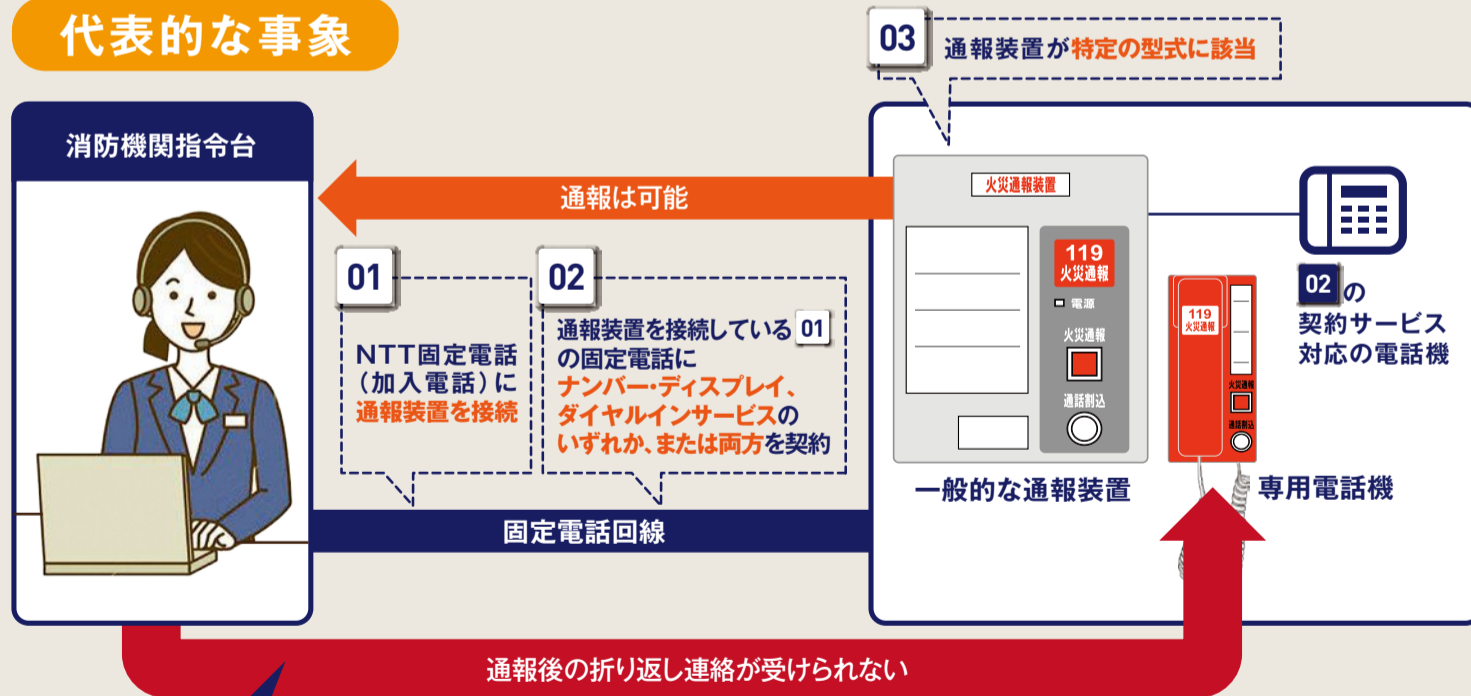 代表的な事象
03
通報装置が特定の型式に該当
消防機関指令台
通報は可能
01
NTT固定電話
（加入電話）に
通報装置を接続
02
通報装置を接続している 01
の固定電話に
ナンバー・ディスプレイ、
ダイヤルインサービスの
いずれか、または両方を契約
固定電話回線
火災通報装置
119
火災通報
電源
火災通報
通話割込
一般的な通報装置
119
火災通報
火災通報
通話割込
専用電話機
02 の
契約サービス
対応の電話機
通報後の折り返し連絡が受けられない